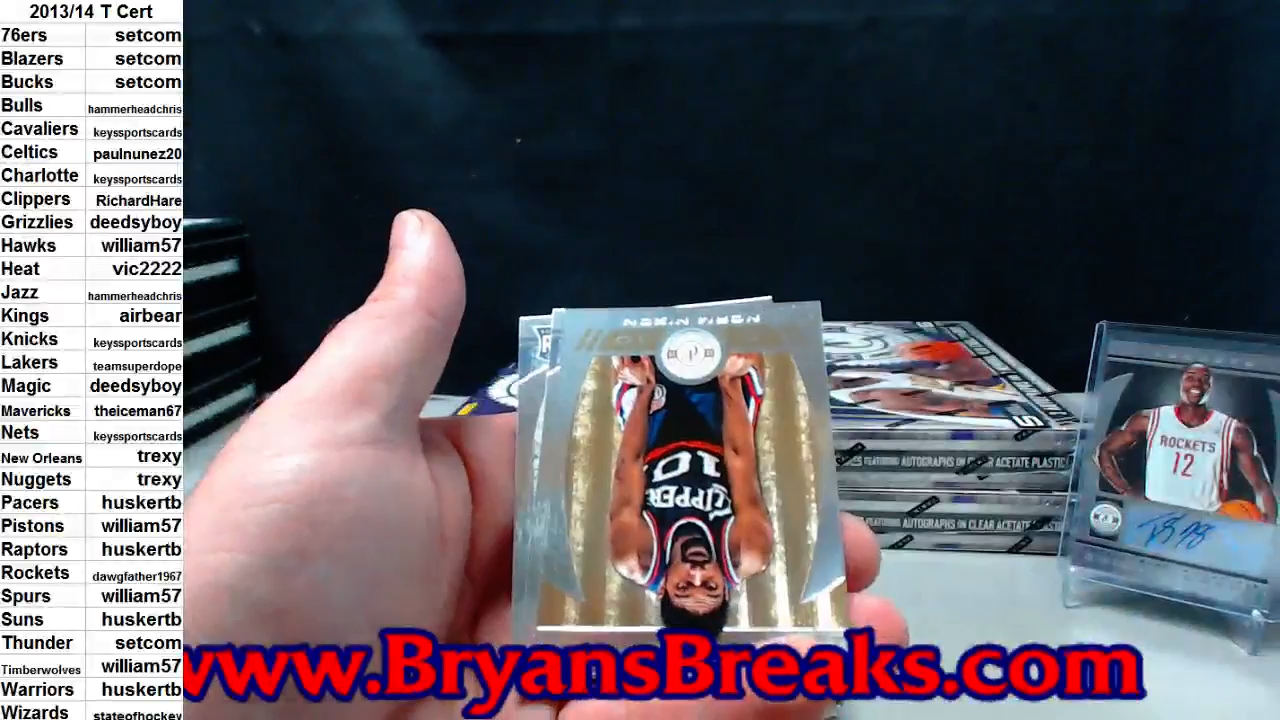 2013/14 T Cert
76ers setcom
Blazers setcom
Bucks setcom
Bulls hammerheadchris
Cavaliers keyssportscards
Celtics paulnunez20
Charlotte keyssportscards
Clippers RichardHare
Grizzlies deedsyboy
Hawks william57
Heat vic2222
Jazz hammerheadchris
Kings airbear
Knicks keyssportscards
Lakers teamsuperdope
Magic deedsyboy
Mavericks theiceman67
Nets keyssportscards
New Orleans trexy
Nuggets trexy
Pacers huskertb
Pistons william57
Raptors huskertb
Rockets dawgfather1967
Spurs william57
Suns huskertb
Thunder setcom
Timberwolves william57
Warriors huskertb
Wizards stateofhockey
10
CLIPPERS
FEATURING AUTOGRAPHS ON CLEAR ACETATE PLASTIC
FEATURING AUTOGRAPHS ON CLEAR ACETATE
ROCKETS
12
www.BryansBreaks.com